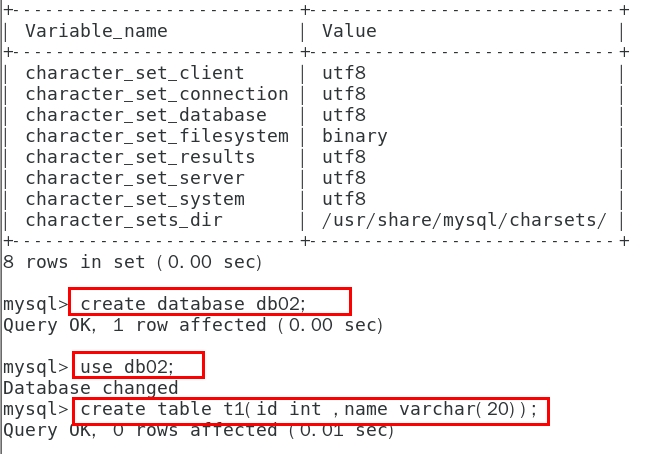 +---------------------------+-----------------------------+
| Variable_name             | Value                       |
+---------------------------+-----------------------------+
| character_set_client      | utf8                        |
| character_set_connection | utf8                        |
| character_set_database    | utf8                        |
| character_set_filesystem | binary                      |
| character_set_results     | utf8                        |
| character_set_server      | utf8                        |
| character_set_system      | utf8                        |
| character_sets_dir        | /usr/share/mysql/charsets/ |
+---------------------------+-----------------------------+
8 rows in set (0.00 sec)
mysql> create database db02;
Query OK, 1 row affected (0.00 sec)
mysql> use db02;
Database changed
mysql> create table t1(id int ,name varchar(20));
Query OK, 0 rows affected (0.01 sec)